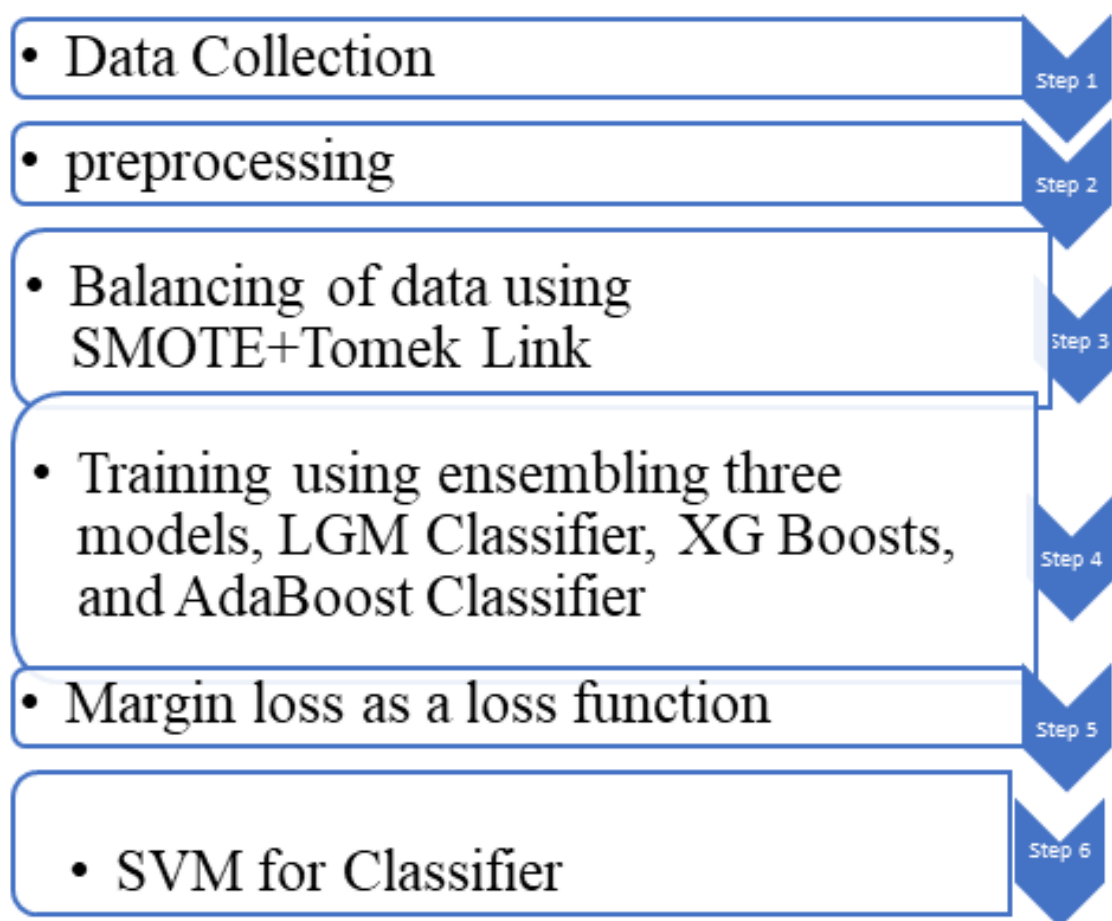 • Data Collection
Step 1
• preprocessing
Step 2
• Balancing of data using
SMOTE+Tomek Link
Step 3
• Training using ensembling three
models, LGM Classifier, XG Boosts,
and AdaBoost Classifier
Step 4
• Margin loss as a loss function
Step 5
• SVM for Classifier
Step 6